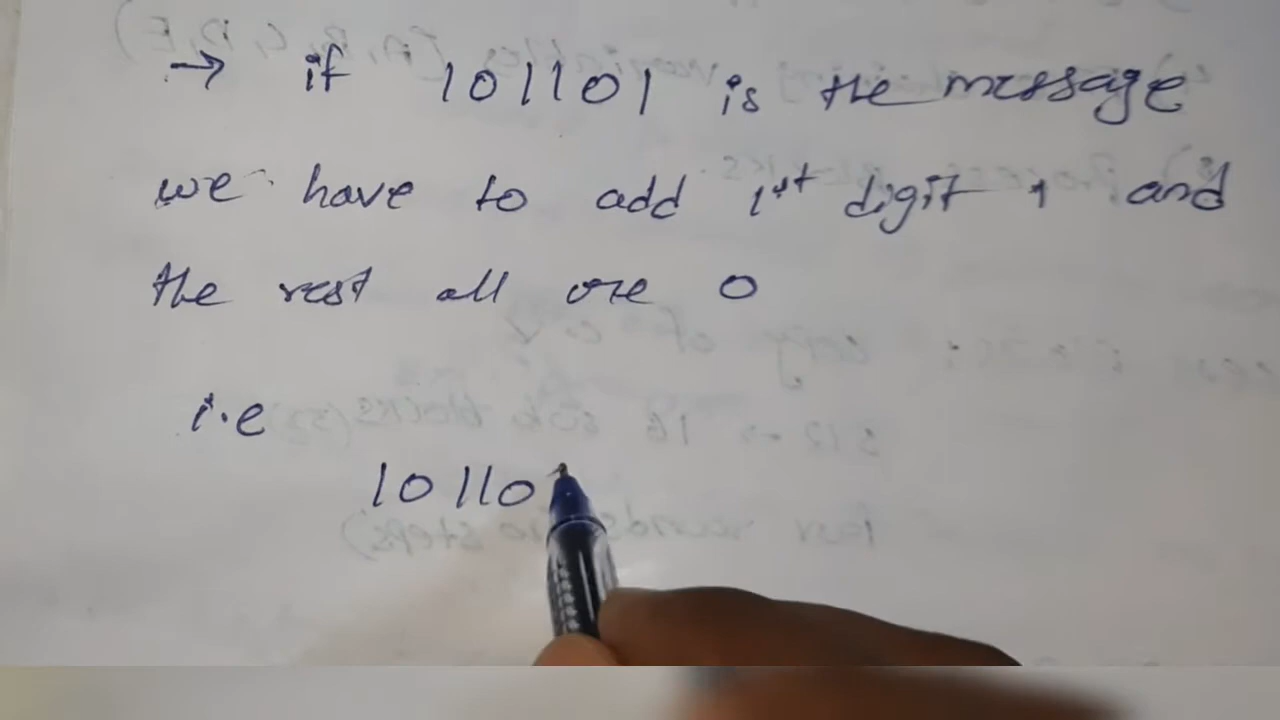 → if 101101 is the message
we have to add 1st digit 1 and
the rest all are 0
i.e
10110